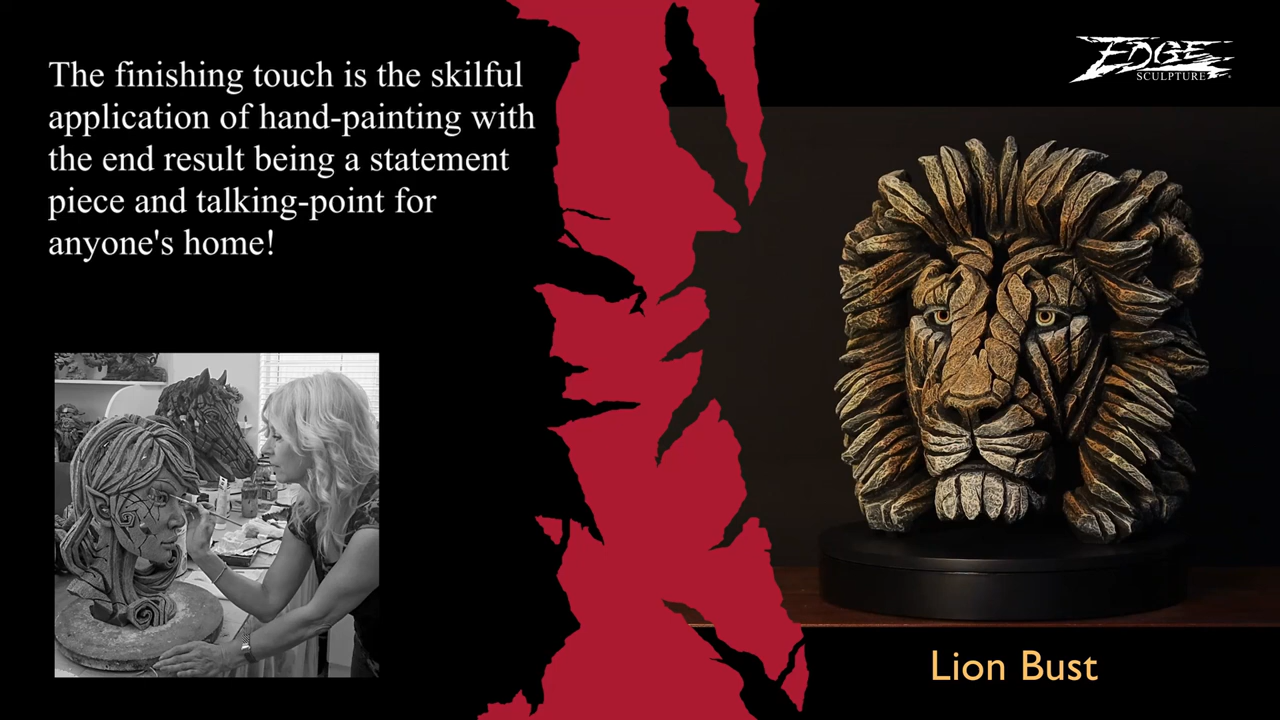 The finishing touch is the skilful
application of hand-painting with
the end result being a statement
piece and talking-point for
anyone's home!
EDGE
SCULPTURE
Lion Bust